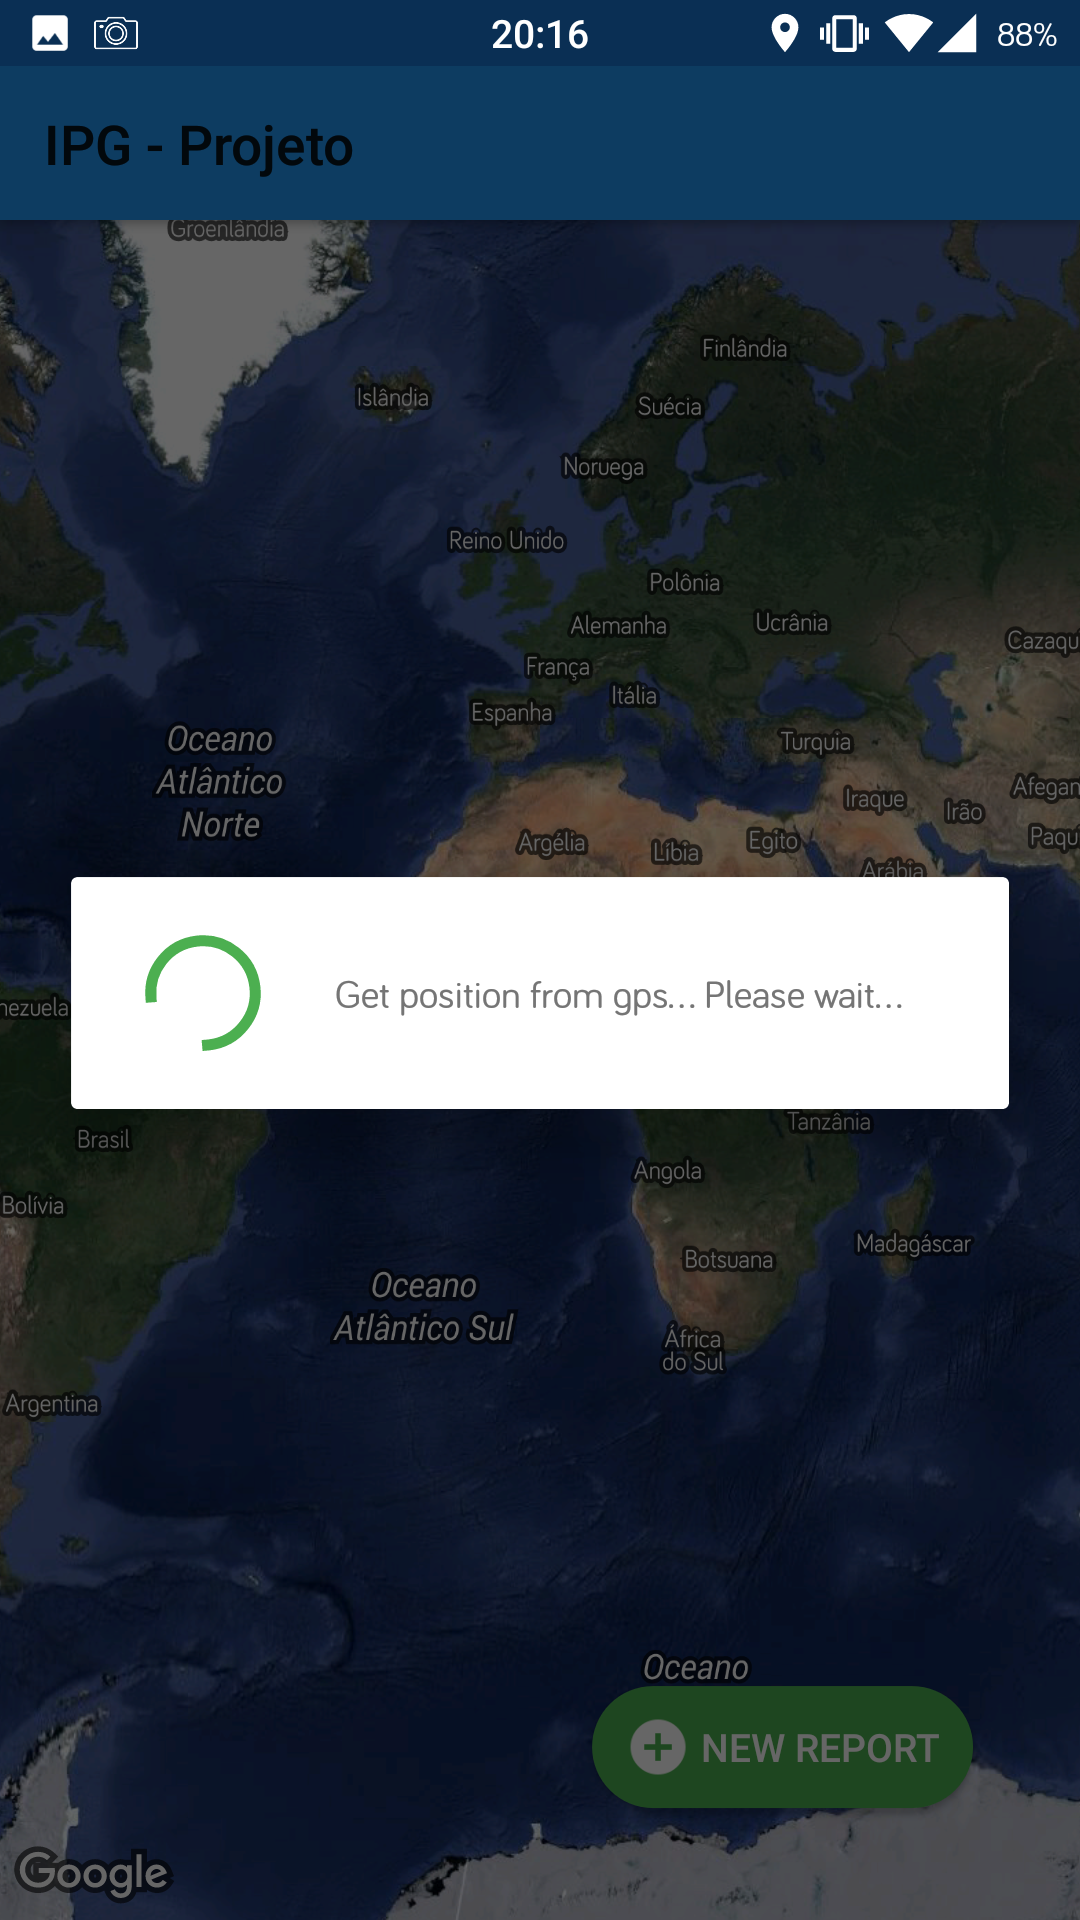 20:16
88%
IPG - Projeto
Groenlândia
Finlândia
Islândia
Suécia
Noruega
Reino Unido
Polônia
Alemanha
Ucrânia
Cazaqu
França
Itália
Espanha
Oceano
Atlântico
Norte
Turquia
Iraque
Irão
Afegan
Argélia
Líbia
Egito
Paqu
Arábia
Get position from gps... Please wait...
nezuela
Brasil
Tanzânia
Angola
Bolívia
Botsuana
Madagáscar
Oceano
Atlântico Sul
África
do Sul
Argentina
Oceano
NEW REPORT
Google